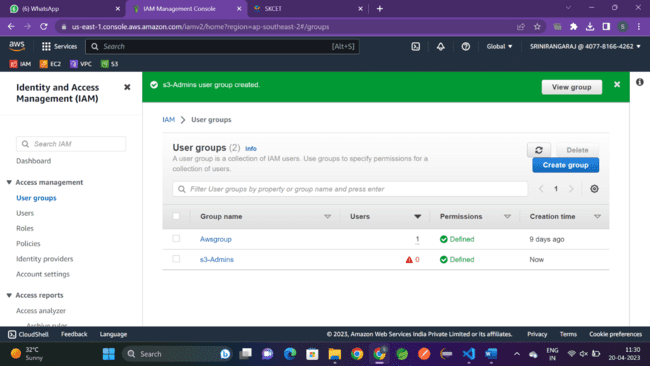 (6) WhatsApp
IAM Management Console
SKCET
us-east-1.console.aws.amazon.com/iamv2/home?region=ap-southeast-2#/groups
aws
Services
Search
[Alt+S]
Global
SRINIRANGARAJ @ 4077-8166-4262
IAM
EC2
VPC
S3
Identity and Access Management (IAM)
Search IAM
Dashboard
Access management
User groups
Users
Roles
Policies
Identity providers
Account settings
Access reports
Access analyzer
Archive rules
s3-Admins user group created.
View group
IAM
User groups
User groups (2)
Info
A user group is a collection of IAM users. Use groups to specify permissions for a
collection of users.
Delete
Create group
Filter User groups by property or group name and press enter
1
Group name
Users
Permissions
Creation time
Awsgroup
1
Defined
9 days ago
s3-Admins
0
Defined
Now
CloudShell
Feedback
Language
© 2023, Amazon Web Services India Private Limited or its affiliates.
Privacy
Terms
Cookie preferences
32°C
Sunny
Search
ENG
IN
11:30
20-04-2023